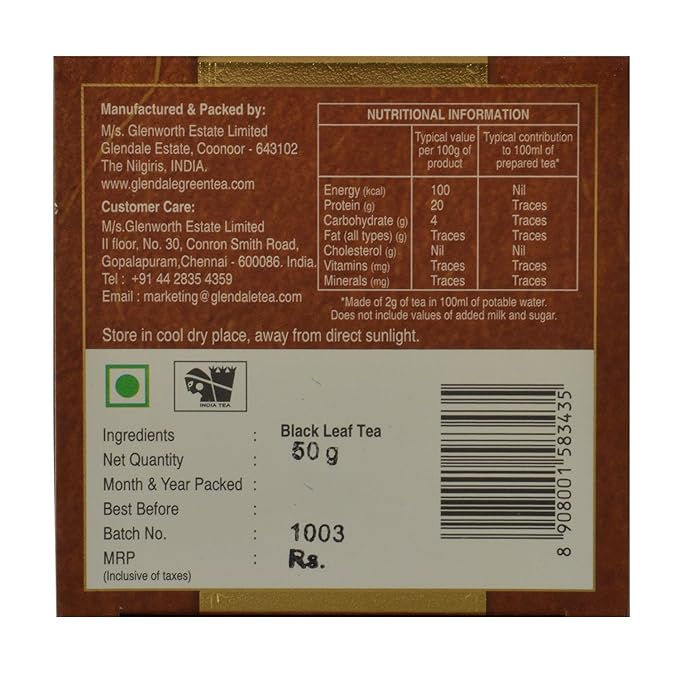 Manufactured & Packed by:
M/s. Glenworth Estate Limited
Glendale Estate, Coonoor - 643102
The Nilgiris, INDIA.
www.glendalegreentea.com
Customer Care:
M/s.Glenworth Estate Limited
II floor, No. 30, Conron Smith Road,
Gopalapuram,Chennai - 600086. India.
Tel : +91 44 2835 4359
Email : marketing@glendaletea.com
NUTRITIONAL INFORMATION
Typical value per 100g of product
Typical contribution to 100ml of prepared tea*
Energy (kcal) 100 Nil
Protein (g) 20 Traces
Carbohydrate (g) 4 Traces
Fat (all types) (g) Traces Traces
Cholesterol (g) Nil Nil
Vitamins (mg) Traces Traces
Minerals (mg) Traces Traces
*Made of 2g of tea in 100ml of potable water.
Does not include values of added milk and sugar.
Store in cool dry place, away from direct sunlight.
INDIA TEA
Ingredients : Black Leaf Tea
Net Quantity : 50 g
Month & Year Packed :
Best Before :
Batch No. : 1003
MRP : Rs.
(Inclusive of taxes)
8 908001 583435